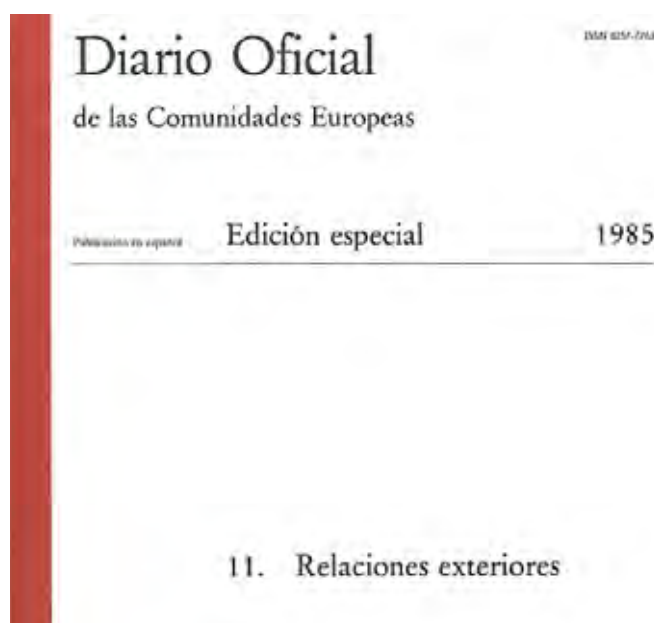 Diario Oficial
de las Comunidades Europeas
Edición especial 1985
11. Relaciones exteriores